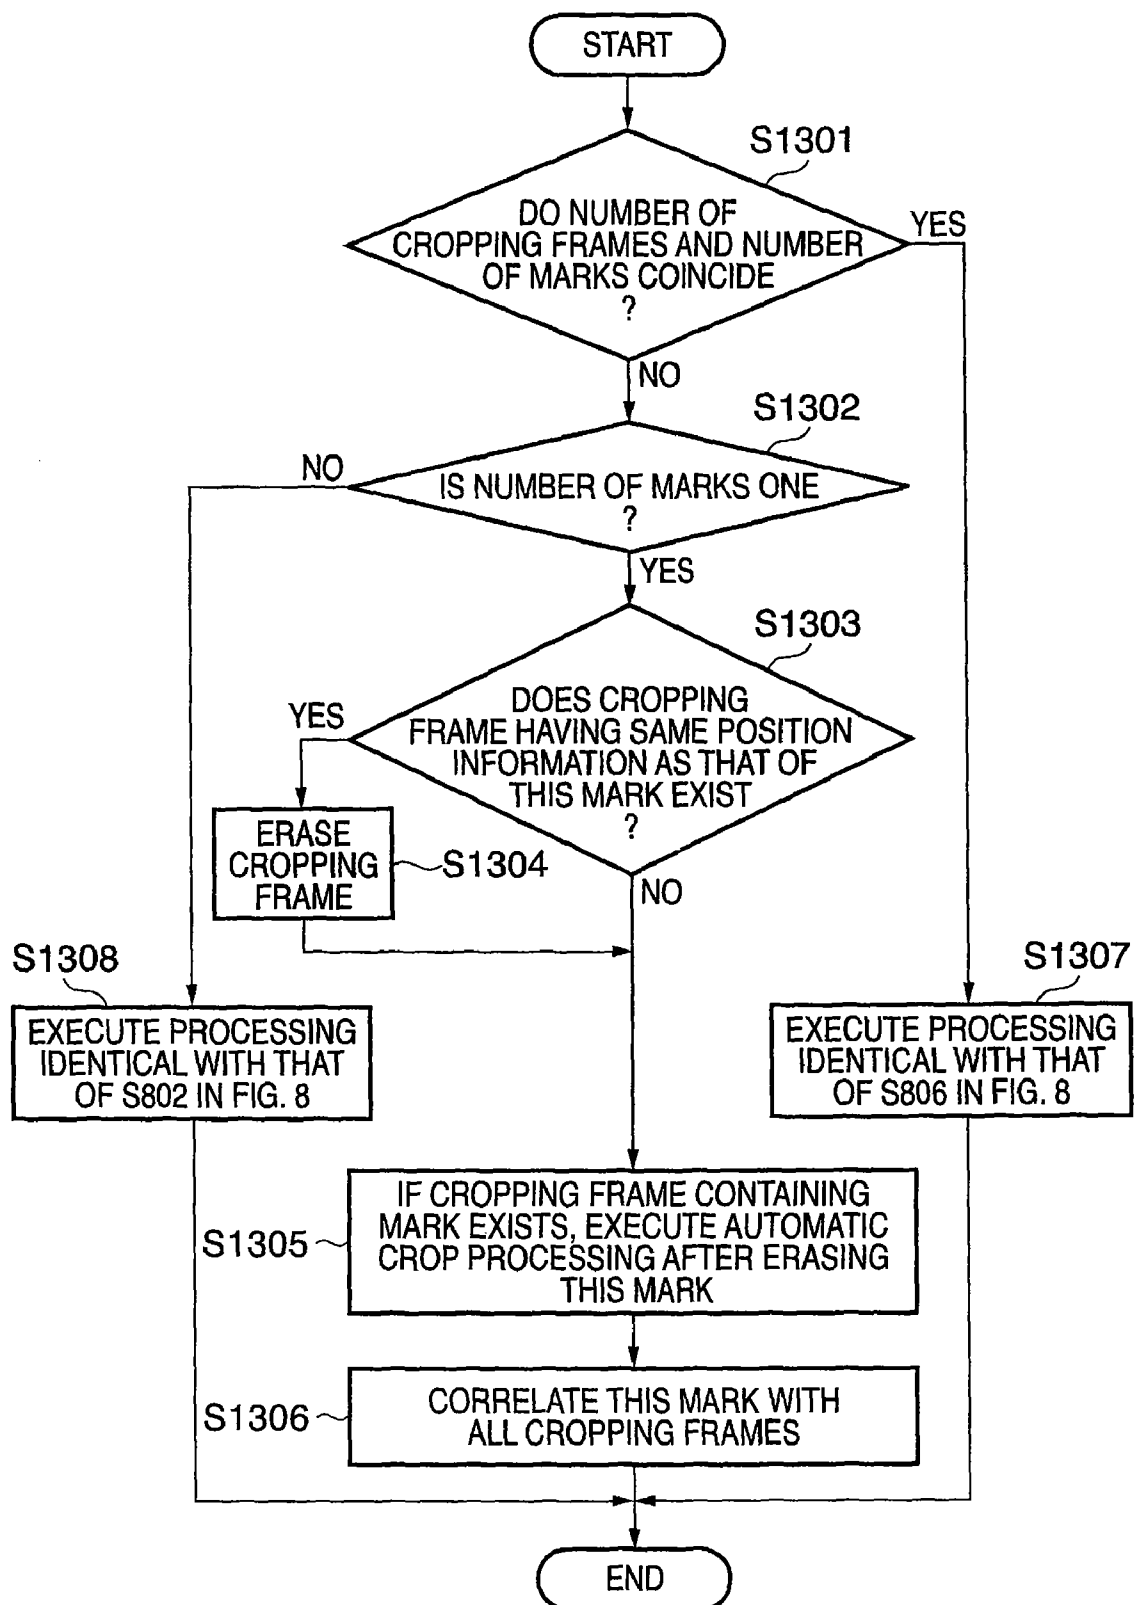 START
S1301
DO NUMBER OF
CROPPING FRAMES AND NUMBER
OF MARKS COINCIDE
?
YES
NO
S1302
NO
IS NUMBER OF MARKS ONE
?
YES
S1303
DOES CROPPING
FRAME HAVING SAME POSITION
INFORMATION AS THAT OF
THIS MARK EXIST
?
YES
ERASE
CROPPING
FRAME
S1304
NO
S1308
EXECUTE PROCESSING
IDENTICAL WITH THAT
OF S802 IN FIG. 8
S1307
EXECUTE PROCESSING
IDENTICAL WITH THAT
OF S806 IN FIG. 8
S1305
IF CROPPING FRAME CONTAINING
MARK EXISTS, EXECUTE AUTOMATIC
CROP PROCESSING AFTER ERASING
THIS MARK
S1306
CORRELATE THIS MARK WITH
ALL CROPPING FRAMES
END